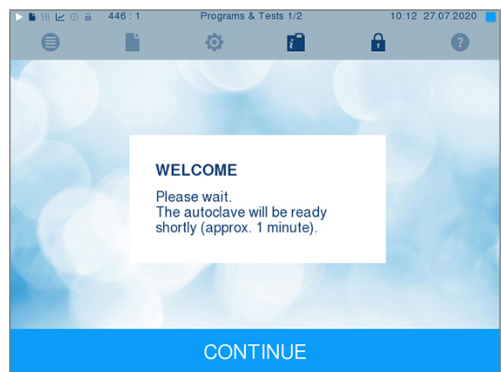 446 : 1 Programs & Tests 1/2 10:12 27.07.2020
WELCOME
Please wait.
The autoclave will be ready
shortly (approx. 1 minute).
CONTINUE